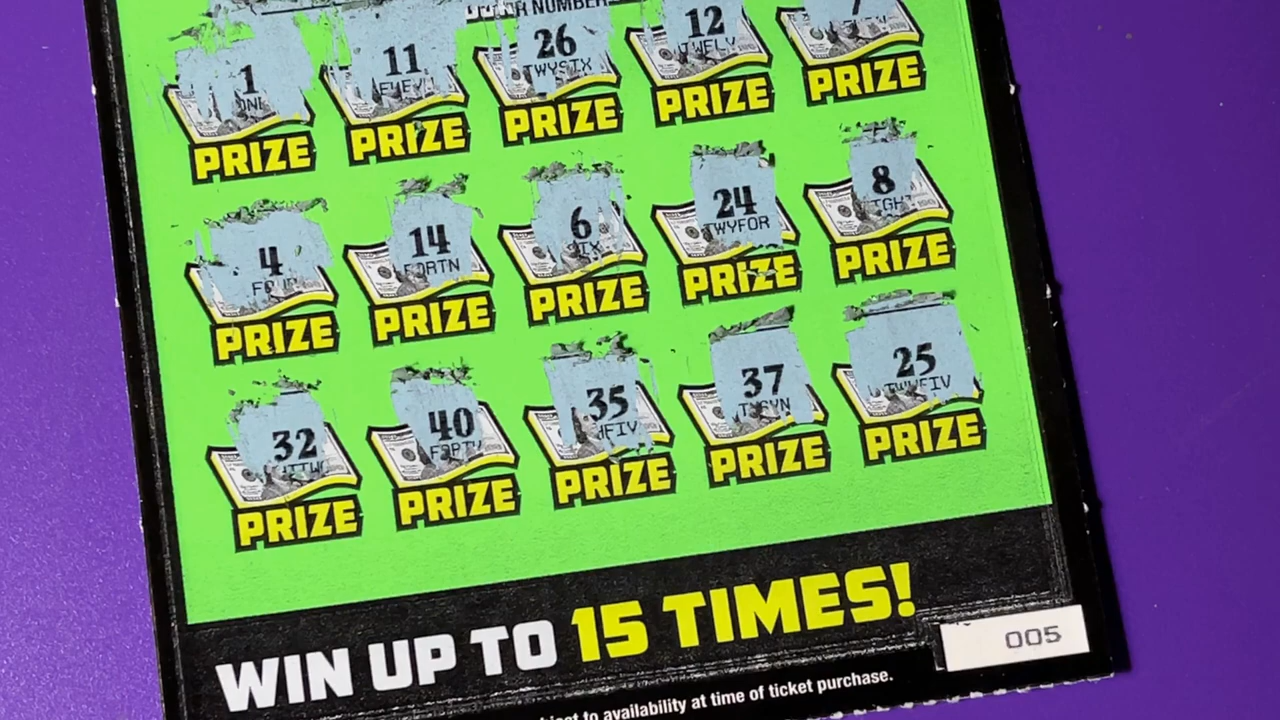 NUMBER
1 11 26 12 7
TWYSIX
PRIZE PRIZE PRIZE PRIZE PRIZE
4 14 6 24 8
TWYFOR
PRIZE PRIZE PRIZE PRIZE PRIZE
32 40 35 37 25
PRIZE PRIZE PRIZE PRIZE PRIZE
WIN UP TO 15 TIMES!
005
to availability at time of ticket purchase.